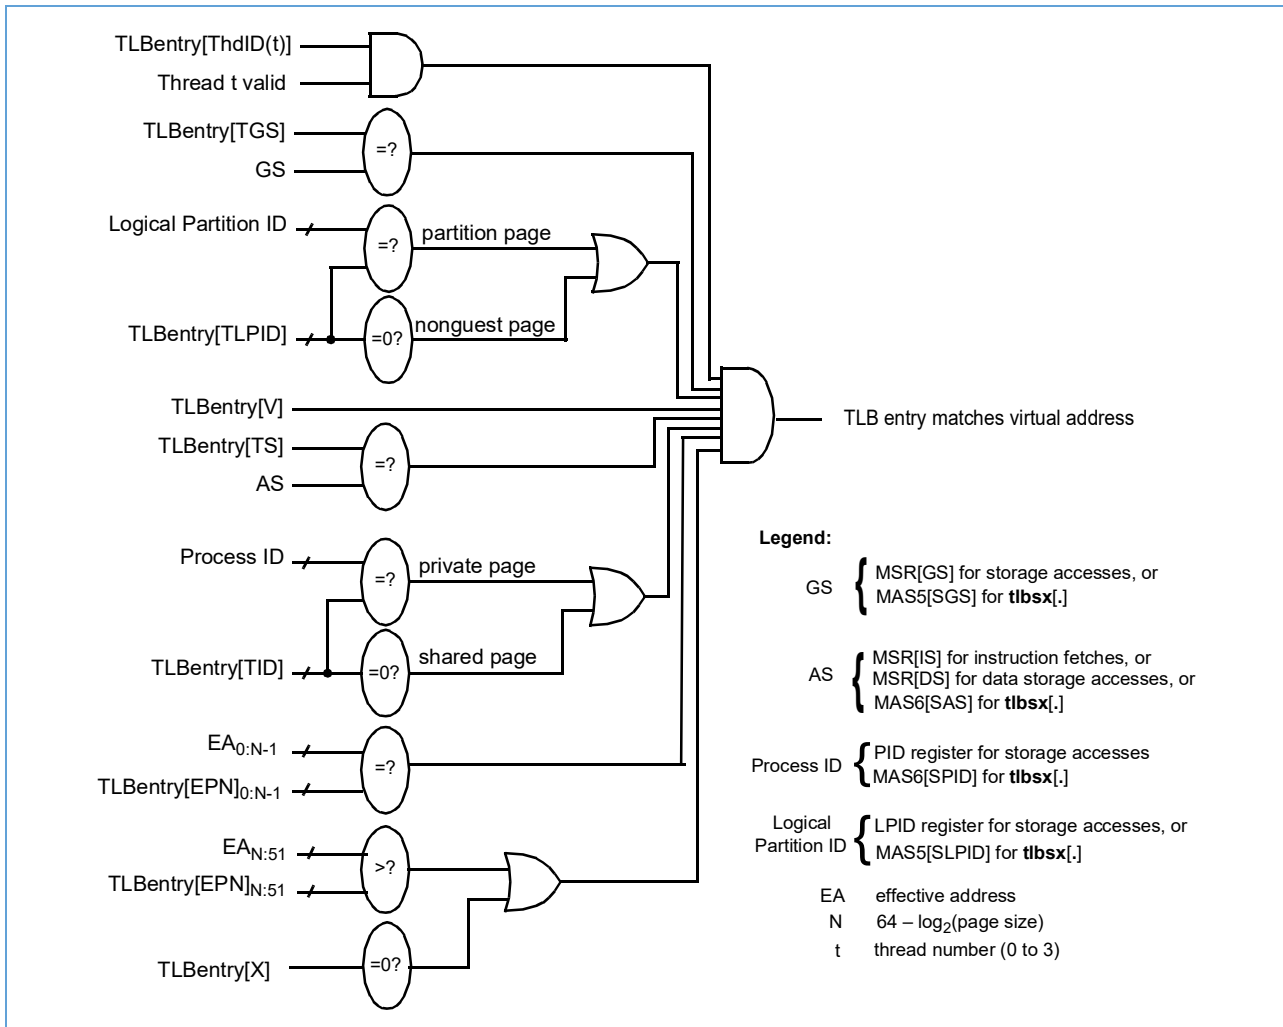 TLBentry[ThdID(t)]
Thread t valid
TLBentry[TGS]
=?
GS
Logical Partition ID
=?
partition page
TLBentry[TLPID]
=0?
nonguest page
TLBentry[V]
TLBentry[TS]
=?
AS
TLB entry matches virtual address
Process ID
=?
private page
TLBentry[TID]
=0?
shared page
EA0:N-1
=?
TLBentry[EPN]0:N-1
EAN:51
>?
TLBentry[EPN]N:51
TLBentry[X]
=0?
Legend:
GS { MSR[GS] for storage accesses, or
MAS5[SGS] for tlbsx[.]
AS { MSR[IS] for instruction fetches, or
MSR[DS] for data storage accesses, or
MAS6[SAS] for tlbsx[.]
Process ID { PID register for storage accesses
MAS6[SPID] for tlbsx[.]
Logical
Partition ID { LPID register for storage accesses, or
MAS5[SLPID] for tlbsx[.]
EA effective address
N 64 – log2(page size)
t thread number (0 to 3)